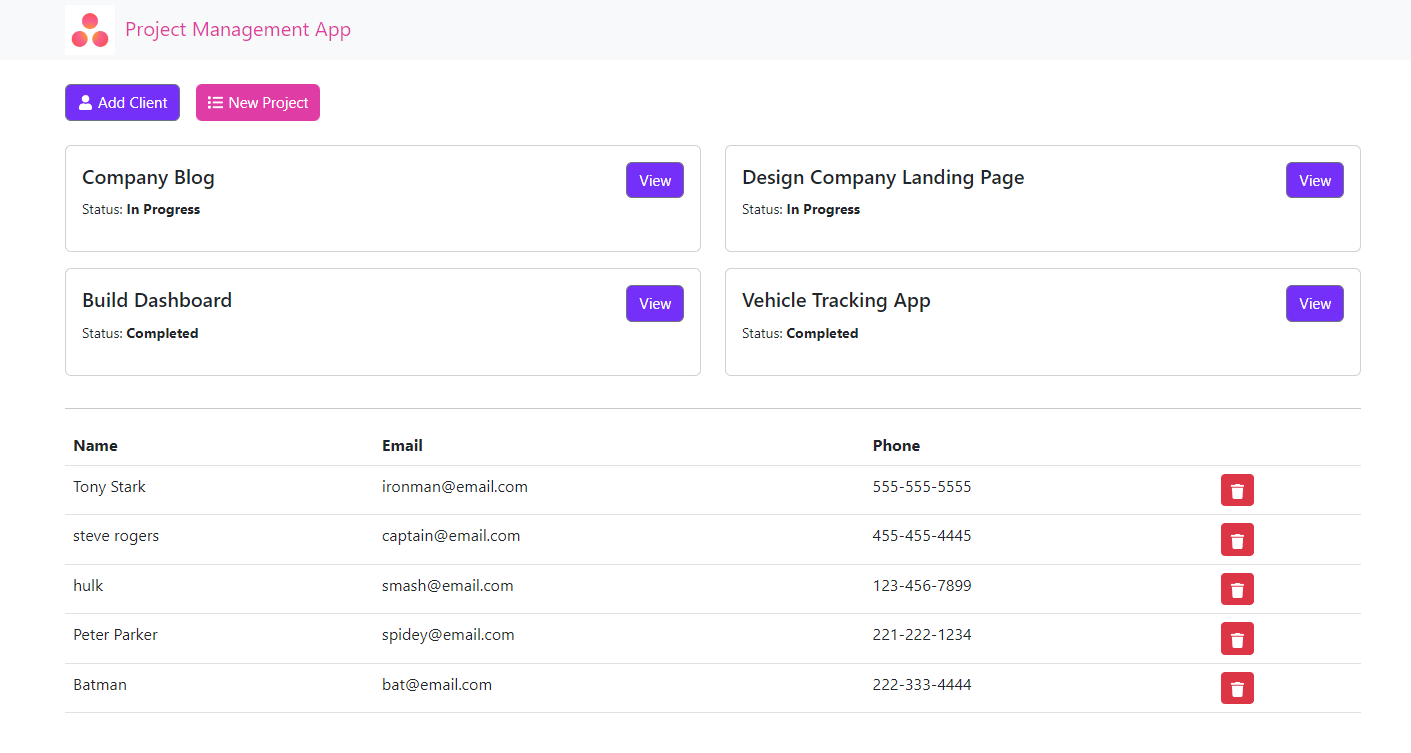 Project Management App
Add Client New Project
Company Blog View
Status: In Progress
Design Company Landing Page View
Status: In Progress
Build Dashboard View
Status: Completed
Vehicle Tracking App View
Status: Completed
Name Email Phone
Tony Stark ironman@email.com 555-555-5555
steve rogers captain@email.com 455-455-4445
hulk smash@email.com 123-456-7899
Peter Parker spidey@email.com 221-222-1234
Batman bat@email.com 222-333-4444